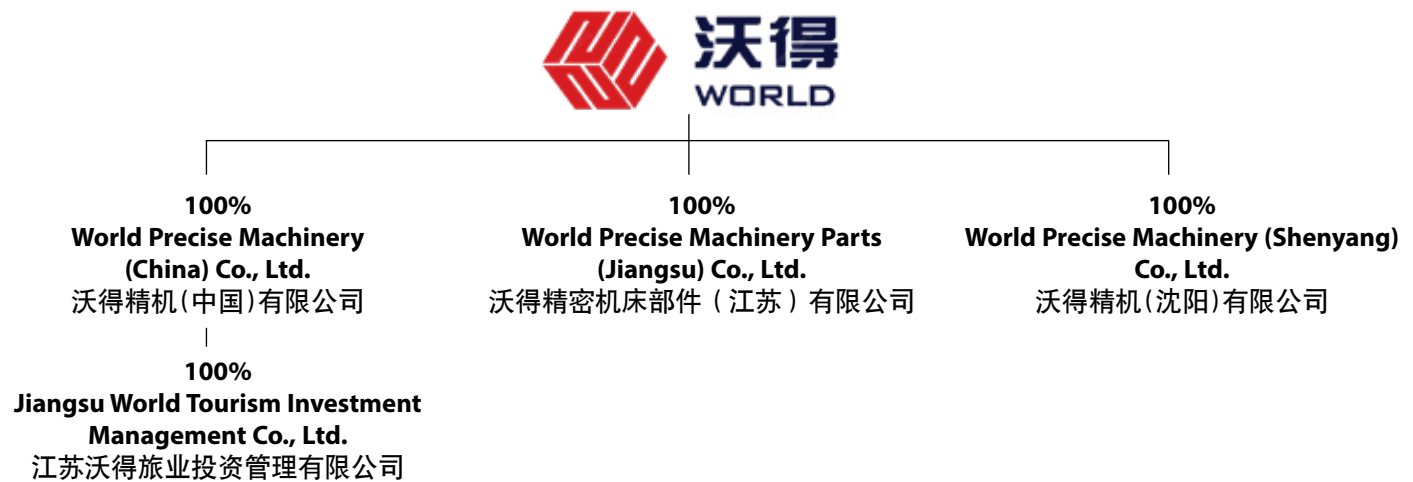 沃得
WORLD
100%
World Precise Machinery
(China) Co., Ltd.
沃得精机(中国)有限公司
100%
Jiangsu World Tourism Investment
Management Co., Ltd.
江苏沃得旅业投资管理有限公司
100%
World Precise Machinery Parts
(Jiangsu) Co., Ltd.
沃得精密机床部件（江苏）有限公司
100%
World Precise Machinery (Shenyang)
Co., Ltd.
沃得精机(沈阳)有限公司